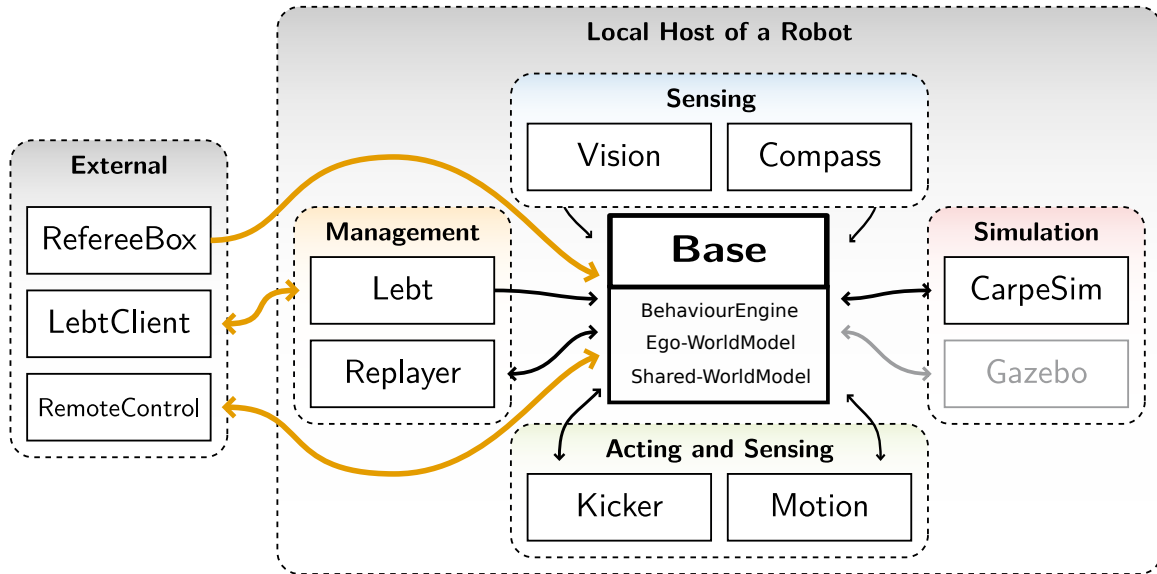 Local Host of a Robot
External
RefereeBox
LebtClient
RemoteControl
Management
Lebt
Replayer
Sensing
Vision
Compass
Base
BehaviourEngine
Ego-WorldModel
Shared-WorldModel
Acting and Sensing
Kicker
Motion
Simulation
CarpeSim
Gazebo